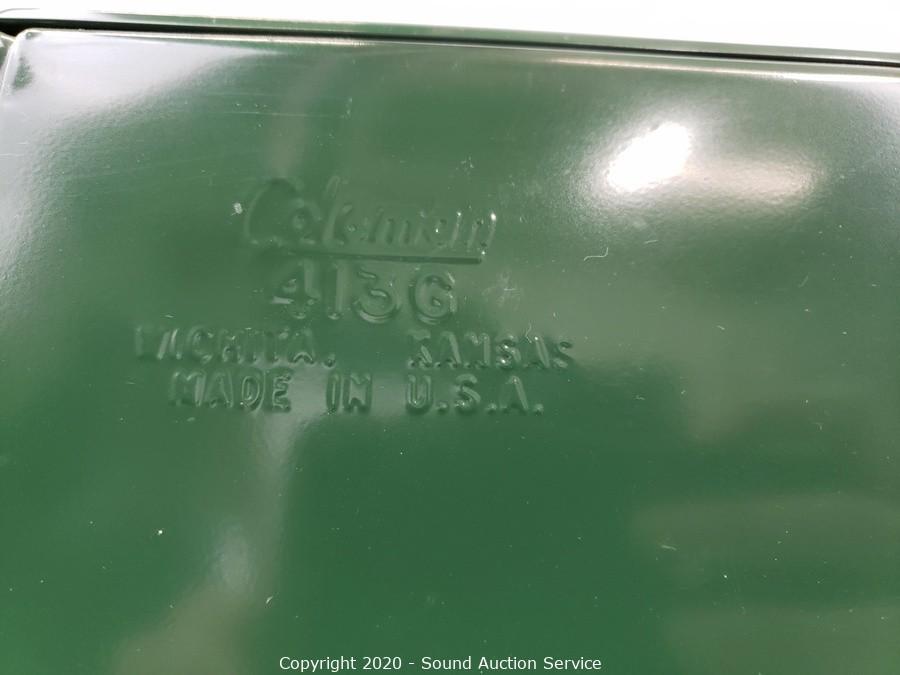 Coleman
413G
WICHITA, KANSAS
MADE IN U.S.A.
Copyright 2020 - Sound Auction Service